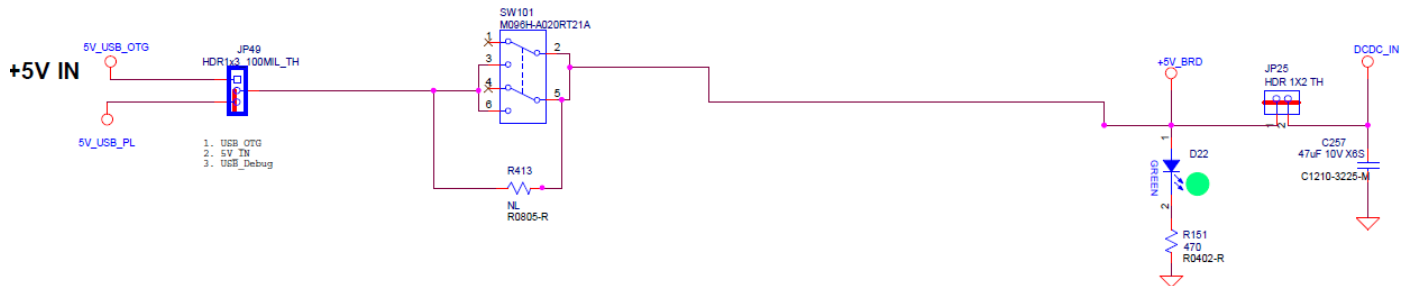 SW101
M096H-A020RT21A
1
2
3
4
5
6
5V_USB_OTG
JP49
HDR1x3_100MIL_TH
+5V IN
5V_USB_PL
1. USB_OTG
2. 5V_IN
3. USB_Debug
R413
NL
R0805-R
+5V_BRD
JP25
HDR 1X2 TH
1
2
DCDC_IN
C257
47uF 10V X6S
C1210-3225-M
1
D22
GREEN
2
R151
470
R0402-R